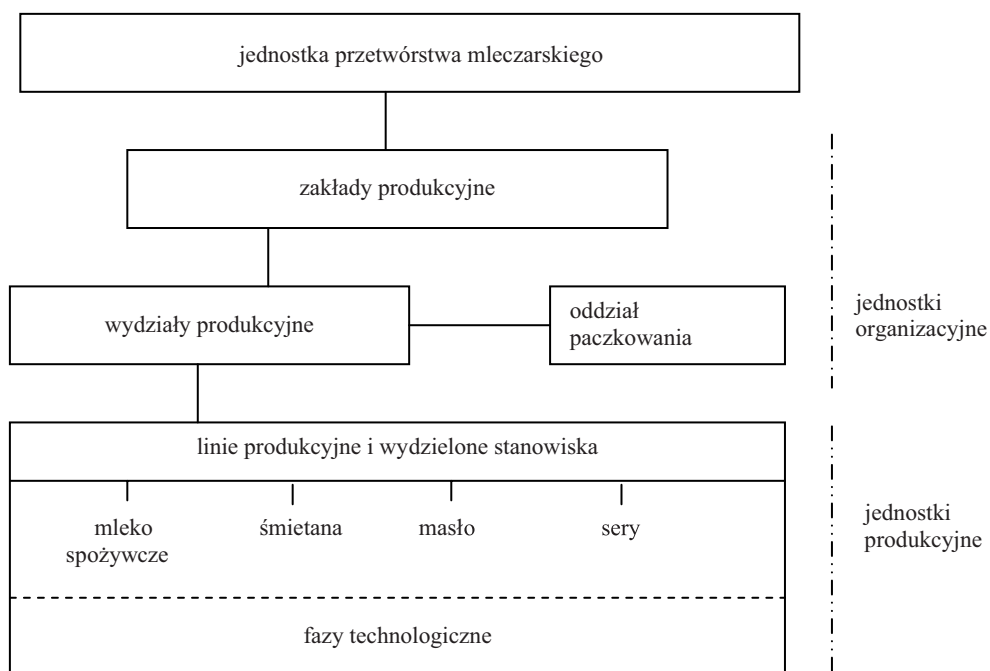 jednostka przetwórstwa mleczarskiego
zakłady produkcyjne
wydziały produkcyjne
oddział
paczkowania
jednostki
organizacyjne
linie produkcyjne i wydzielone stanowiska
mleko
spożywcze
śmietana
masło
sery
jednostki
produkcyjne
fazy technologiczne